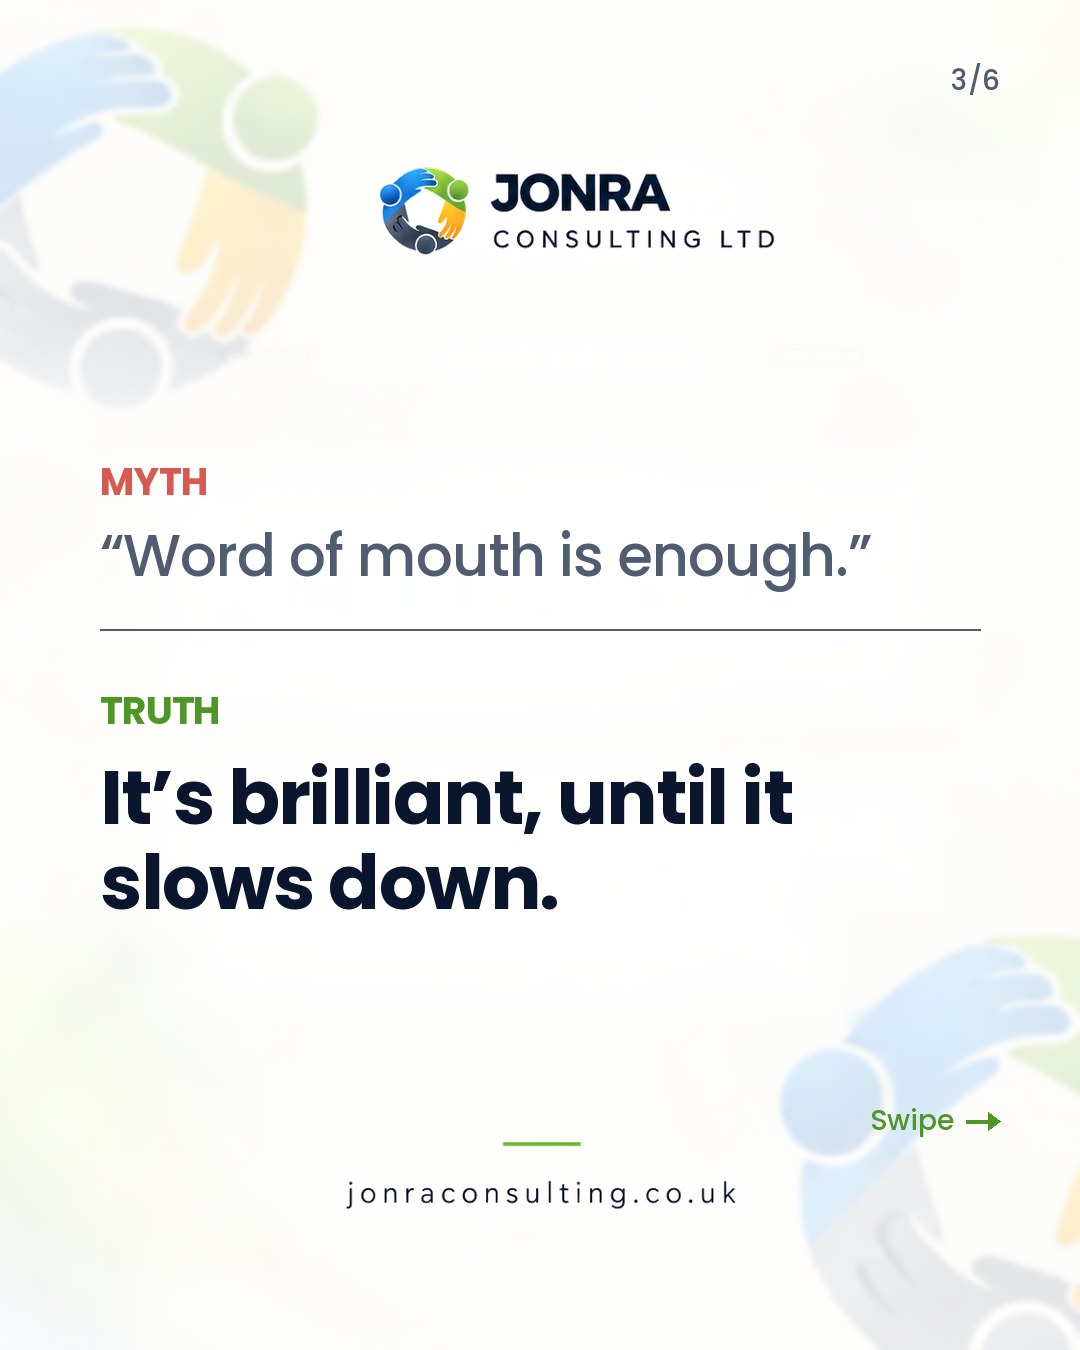 3/6
JONRA
CONSULTING LTD
MYTH
“Word of mouth is enough.”
TRUTH
It’s brilliant, until it
slows down.
Swipe
jonraconsulting.co.uk